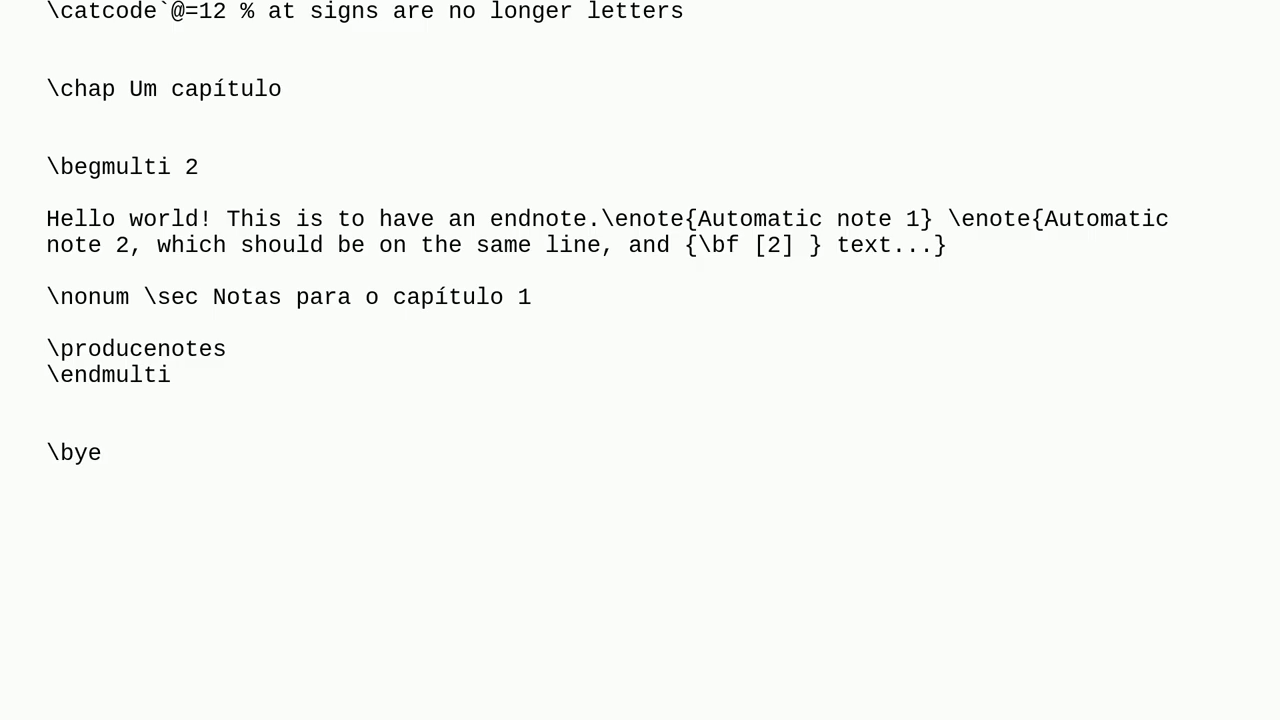 \catcode`@=12 % at signs are no longer letters
\chap Um capítulo
\begmulti 2
Hello world! This is to have an endnote.\enote{Automatic note 1} \enote{Automatic
note 2, which should be on the same line, and {\bf [2] } text...}
\nonum \sec Notas para o capítulo 1
\producenotes
\endmulti
\bye